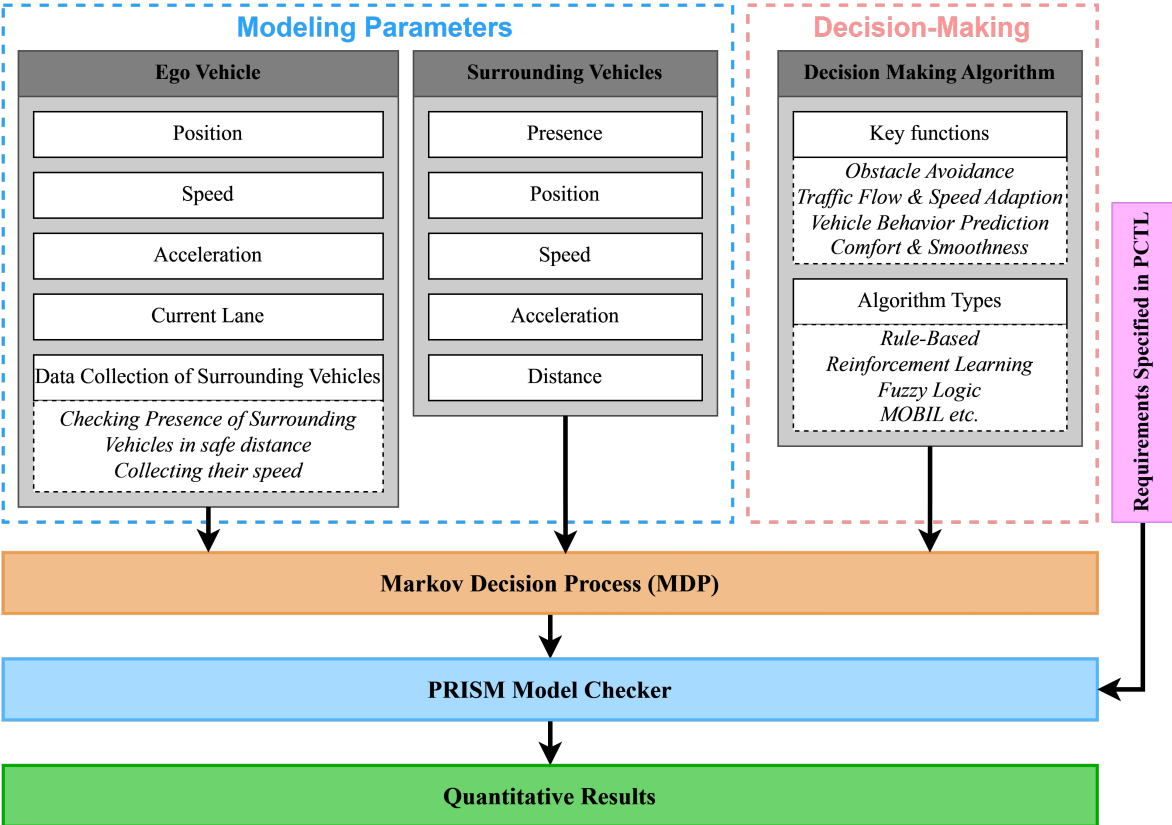 Modeling Parameters
Ego Vehicle
Position
Speed
Acceleration
Current Lane
Data Collection of Surrounding Vehicles
Checking Presence of Surrounding
Vehicles in safe distance
Collecting their speed
Surrounding Vehicles
Presence
Position
Speed
Acceleration
Distance
Decision-Making
Decision Making Algorithm
Key functions
Obstacle Avoidance
Traffic Flow & Speed Adaption
Vehicle Behavior Prediction
Comfort & Smoothness
Algorithm Types
Rule-Based
Reinforcement Learning
Fuzzy Logic
MOBIL etc.
Requirements Specified in PCTL
Markov Decision Process (MDP)
PRISM Model Checker
Quantitative Results